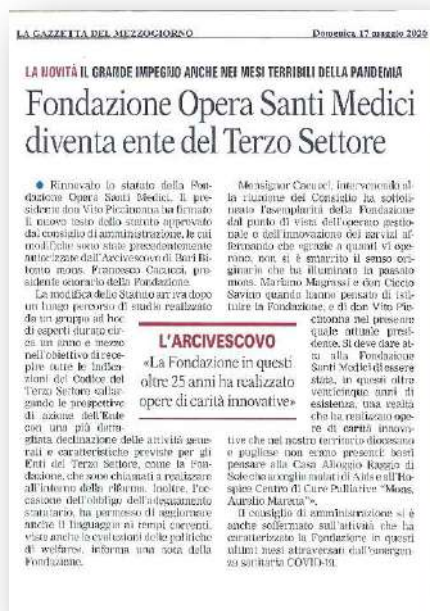 LA GAZZETTA DEL MEZZOGIORNO
Domenica 17 maggio 2020
LA NOVITÀ IL GRANDE IMPEGNO ANCHE NEI MESI TERRIBILI DELLA PANDEMIA
Fondazione Opera Santi Medici
diventa ente del Terzo Settore
● Rinnovato lo statuto della Fon-
dazione Opera Santi Medici. Il pre-
sidente don Vito Piccinonna ha firmato
il nuovo testo dello statuto approvato
dal consiglio di amministrazione, le cui
modifiche sono state precedentemente
autorizzate dall'Arcivescovo di Bari Bi-
tonto mons. Francesco Cacucci, pre-
sidente onorario della Fondazione.
La modifica dello Statuto arriva dopo
un lungo percorso di studio realizzato
da un gruppo ad hoc
di esperti durato cir-
ca un anno e mezzo
nell'obiettivo di rece-
pire tutte le indica-
zioni del Codice del
Terzo Settore «allar-
gando le prospettive
di azione dell'Ente
con una più detta-
gliata declinazione delle attività gene-
rali e caratteristiche previste per gli
Enti del Terzo Settore, come la Fon-
dazione, che sono chiamati a realizzare
all'interno della riforma. Inoltre, l'oc-
casione dell'obbligo dell'adeguamento
statutario, ha permesso di aggiornare
anche il linguaggio ai tempi correnti,
viste anche le evoluzioni delle politiche
di welfare», informa una nota della
Fondazione.
L'ARCIVESCOVO
«La Fondazione in questi
oltre 25 anni ha realizzato
opere di carità innovative»
Monsignor Cacucci, intervenendo al-
la riunione del Consiglio ha sottoli-
neato l'esemplarità della Fondazione
dal punto di vista dell'operato gestio-
nale e dell'innovazione dei servizi af-
fermando che «grazie a quanti vi ope-
rano, non si è smarrito il senso ori-
ginario che ha illuminato in passato
mons. Mariano Magrassi e don Ciccio
Savino quando hanno pensato di isti-
tuire la Fondazione, e di don Vito Pic-
cinonna nel presente
quale attuale presi-
dente. Si deve dare at-
to alla Fondazione
Santi Medici di essere
stata, in questi oltre
venticinque anni di
esistenza, una realtà
che ha realizzato ope-
re di carità innova-
tive che nel nostro territorio diocesano
e pugliese non erano presenti: basti
pensare alla Casa Alloggio Raggio di
Sole che accoglie malati di Aids e all'Ho-
spice Centro di Cure Palliative "Mons.
Aurelio Marena"».
Il consiglio di amministrazione si è
anche soffermato sull'attività che ha
caratterizzato la Fondazione in questi
ultimi mesi attraversati dall'emergen-
za sanitaria COVID-19.